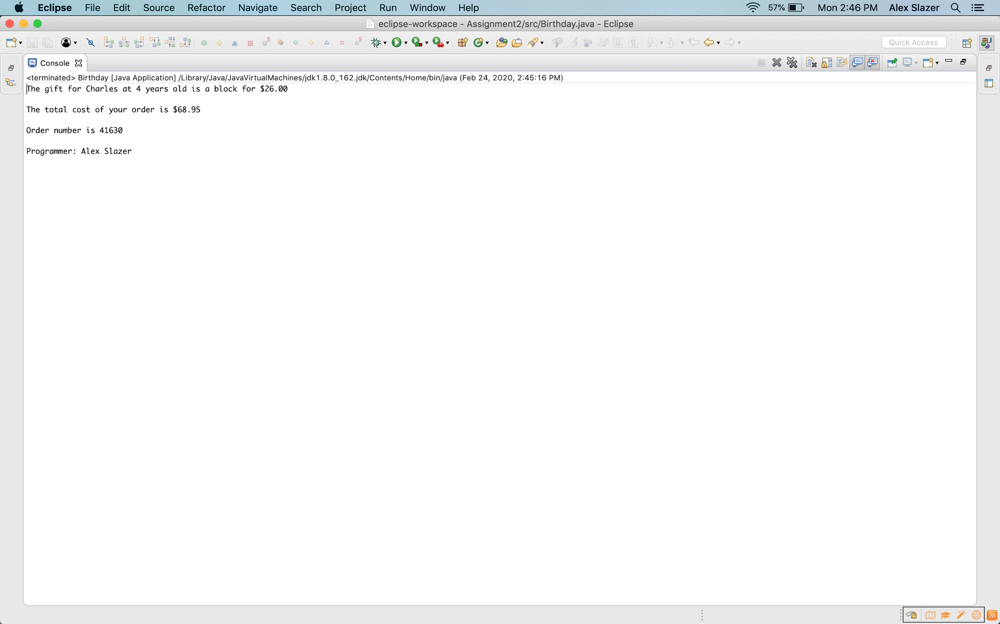 Eclipse File Edit Source Refactor Navigate Search Project Run Window Help 57% Mon 2:46 PM Alex Slazer
eclipse-workspace - Assignment2/src/Birthday.java - Eclipse
Quick Access
Console
<terminated> Birthday [Java Application] /Library/Java/JavaVirtualMachines/jdk1.8.0_162.jdk/Contents/Home/bin/java (Feb 24, 2020, 2:45:16 PM)
The gift for Charles at 4 years old is a block for $26.00
The total cost of your order is $68.95
Order number is 41630
Programmer: Alex Slazer